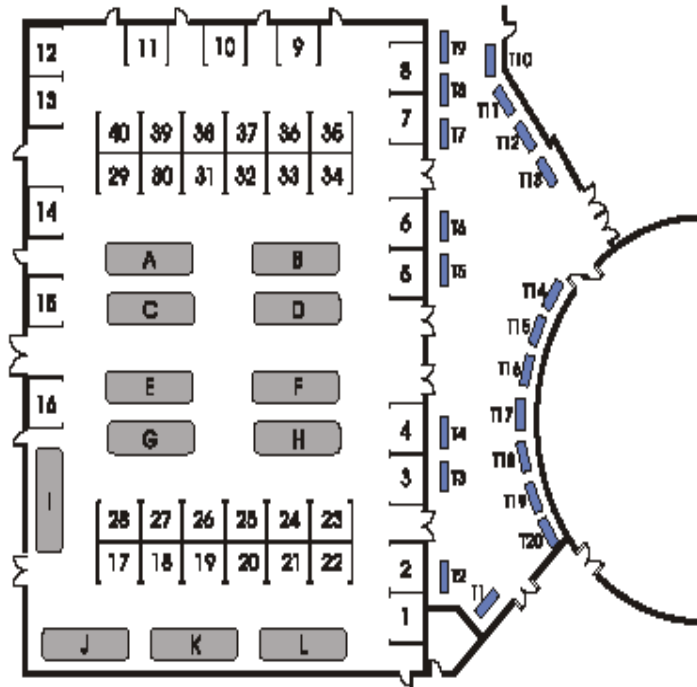 12
11
10
9
T9
T10
8
13
T8
T11
7
T7
T12
40 39 38 37 36 35
T13
29 30 31 32 33 34
14
6
T6
A
B
5
T5
15
C
D
T14
T15
T16
E
F
16
T17
4
T4
G
H
T18
3
T3
I
T19
28 27 26 25 24 23
T20
17 18 19 20 21 22
2
T2
T1
1
J
K
L